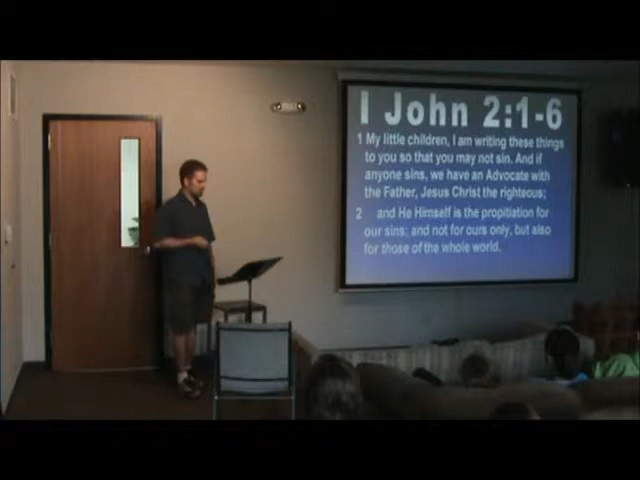 I John 2:1-6
1 My little children, I am writing these things
to you so that you may not sin. And if
anyone sins, we have an Advocate with
the Father, Jesus Christ the righteous;
2 and He Himself is the propitiation for
our sins; and not for ours only, but also
for those of the whole world.